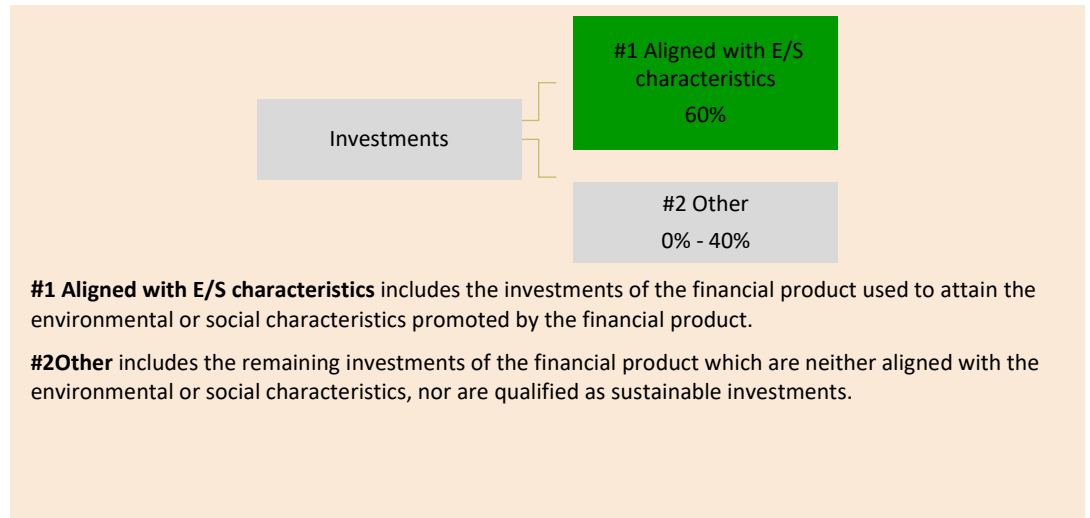 #1 Aligned with E/S
characteristics
60%
Investments
#2 Other
0% - 40%
#1 Aligned with E/S characteristics includes the investments of the financial product used to attain the
environmental or social characteristics promoted by the financial product.
#2Other includes the remaining investments of the financial product which are neither aligned with the
environmental or social characteristics, nor are qualified as sustainable investments.